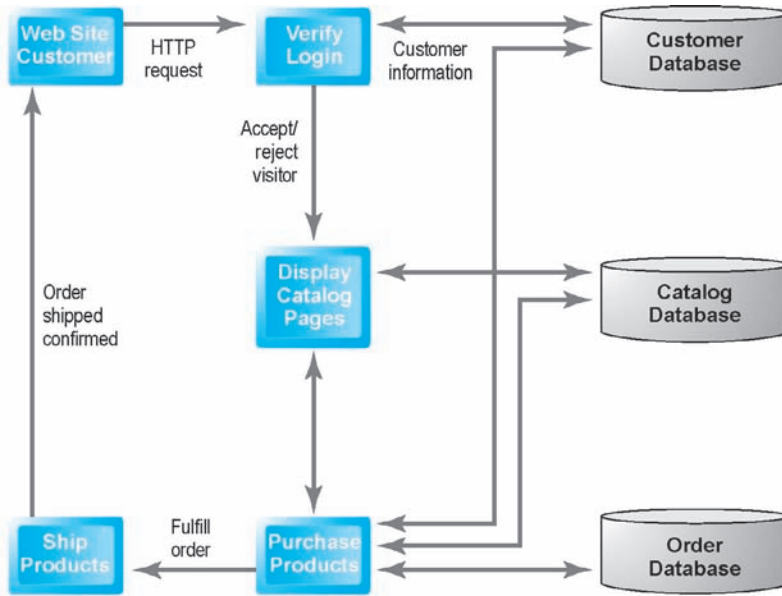 Web Site
Customer
HTTP
request
Verify
Login
Customer
information
Customer
Database
Accept/
reject
visitor
Display
Catalog
Pages
Catalog
Database
Order
shipped
confirmed
Ship
Products
Fulfill
order
Purchase
Products
Order
Database